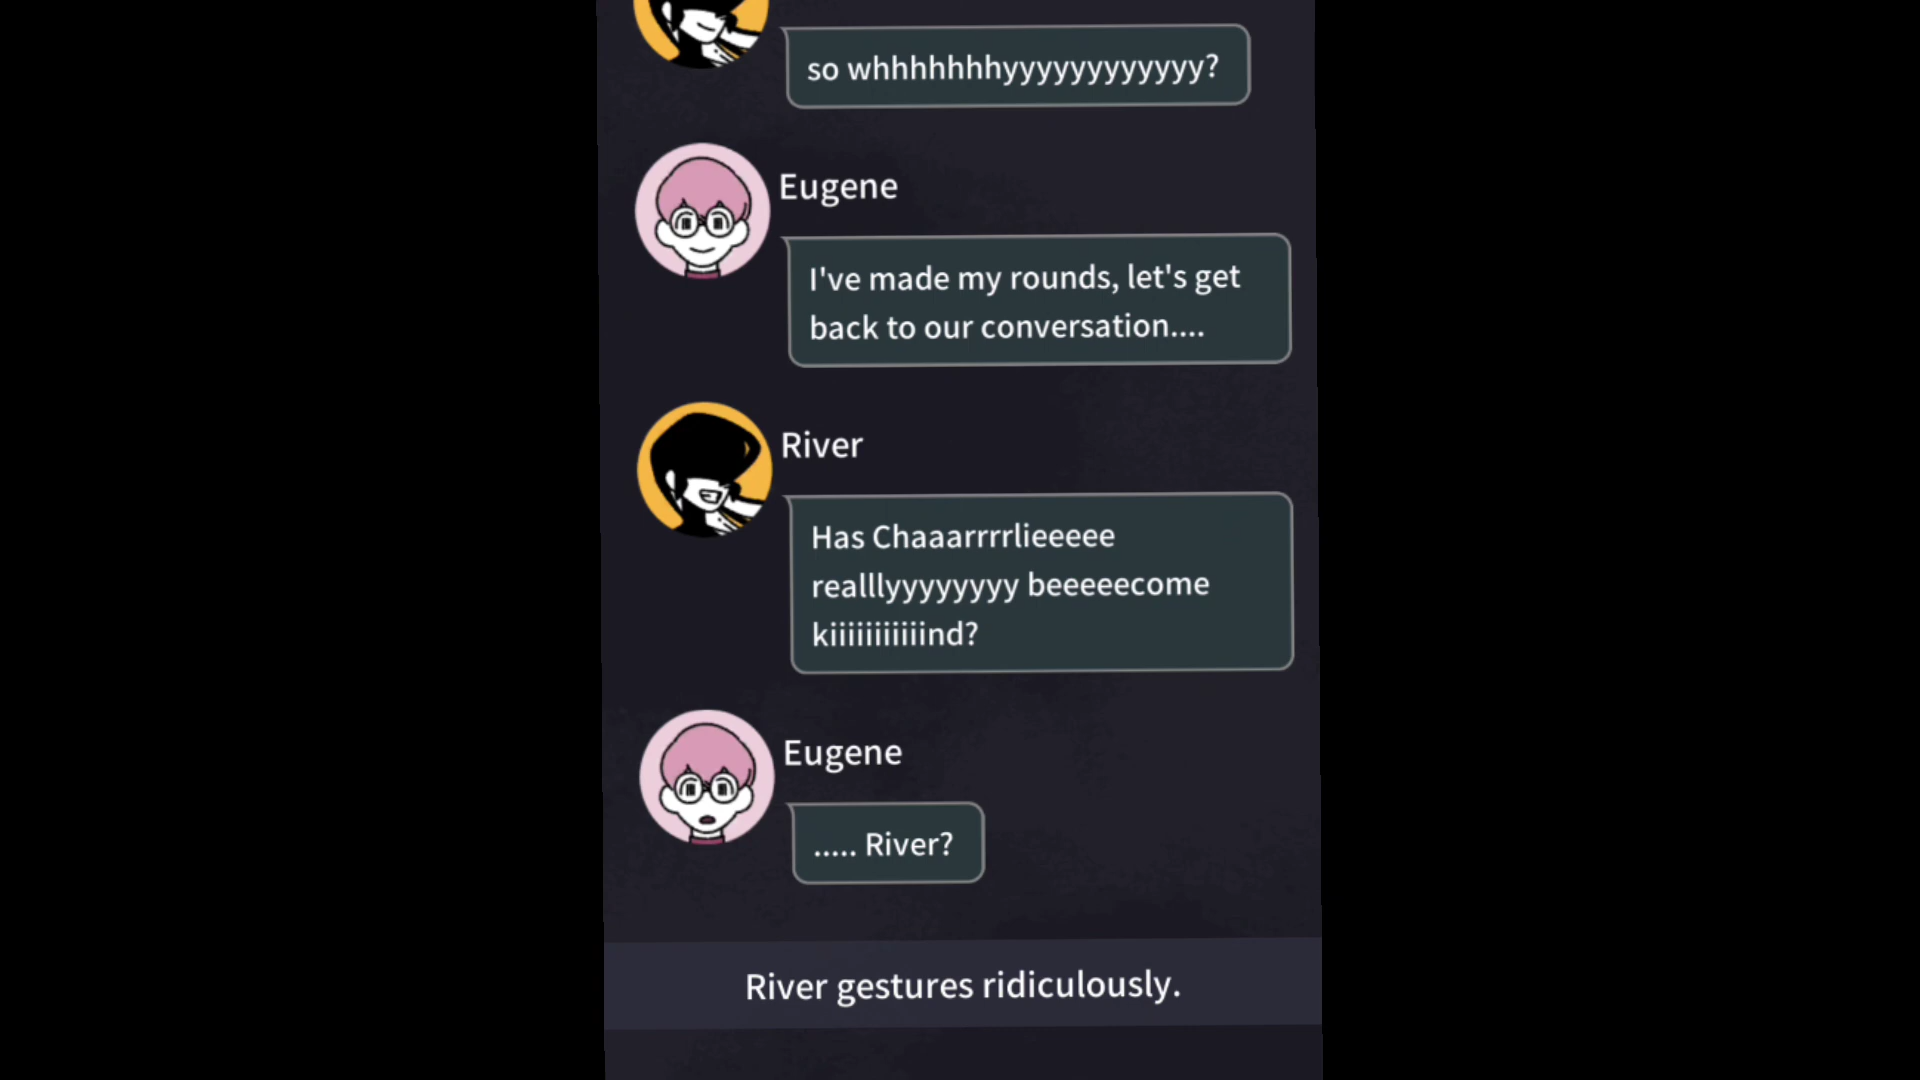 so whhhhhhhyyyyyyyyyyyy?
Eugene
I've made my rounds, let's get
back to our conversation....
River
Has Chaaarrrrlieeeee
realllyyyyyyyy beeeeecome
kiiiiiiiiiiind?
Eugene
..... River?
River gestures ridiculously.